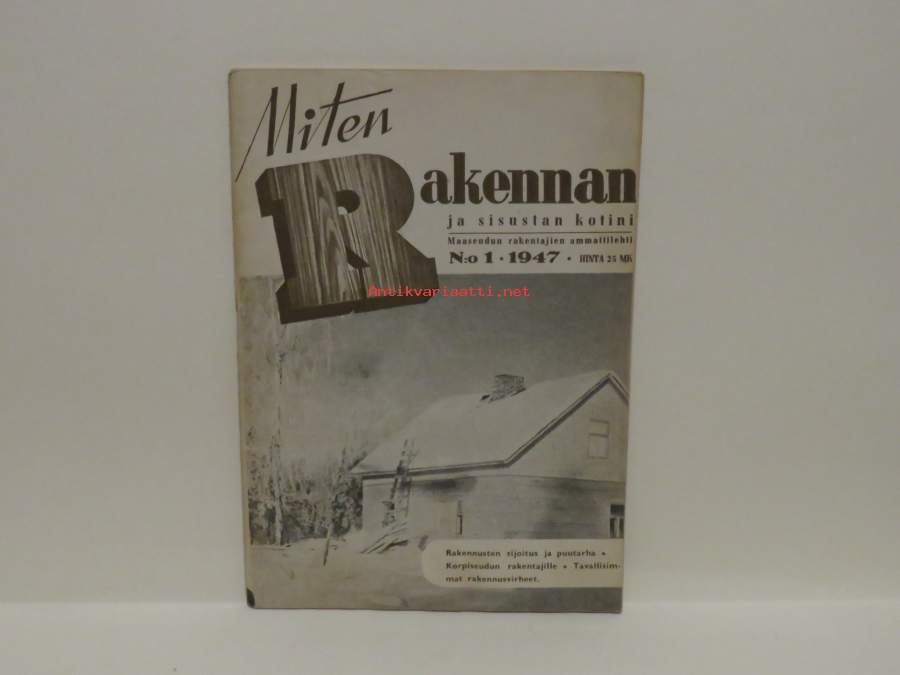 Miten
Rakennan
ja sisustan kotini
Maaseudun rakentajien ammattilehti
N:o 1 · 1947 · HINTA 25 MK
Antikvariaatti.net
Rakennusten sijoitus ja puutarha •
Korpiseudun rakentajille • Tavallisim-
mat rakennusvirheet.